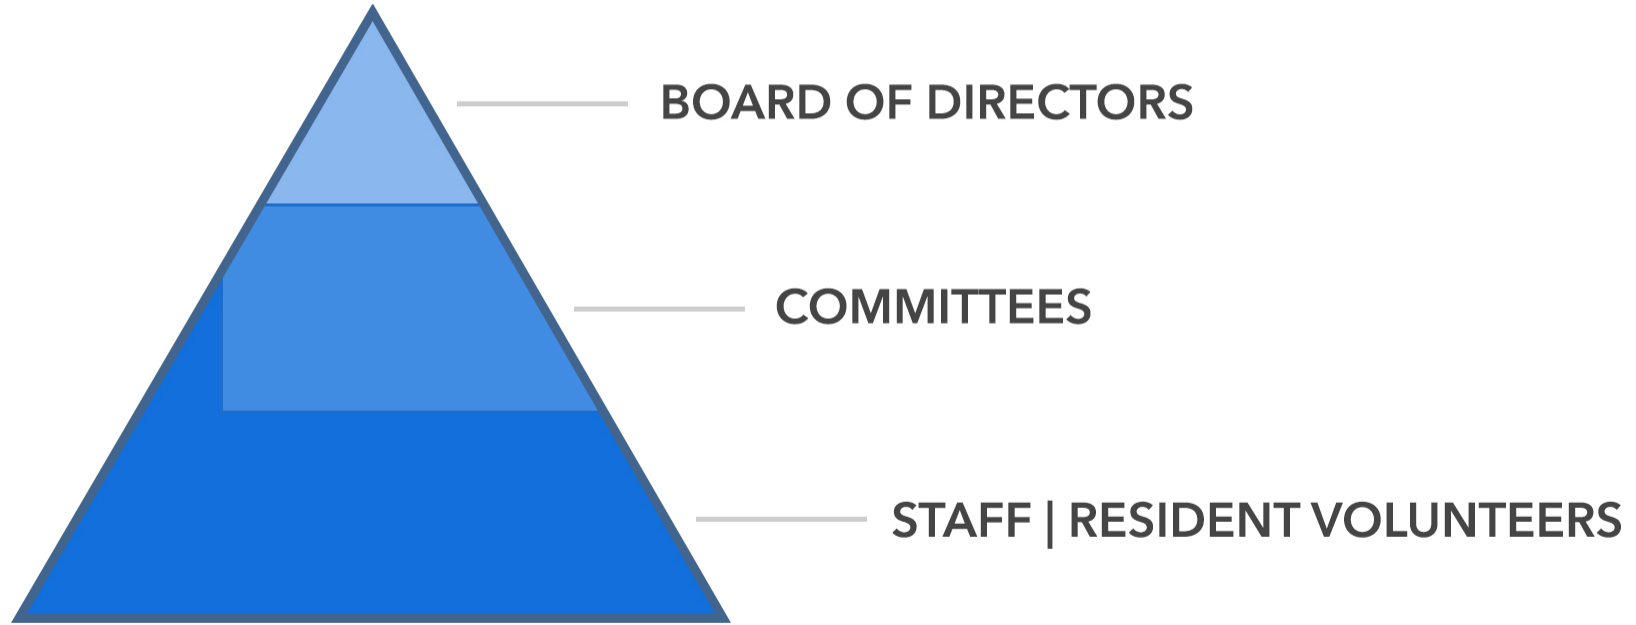 BOARD OF DIRECTORS
COMMITTEES
STAFF | RESIDENT VOLUNTEERS